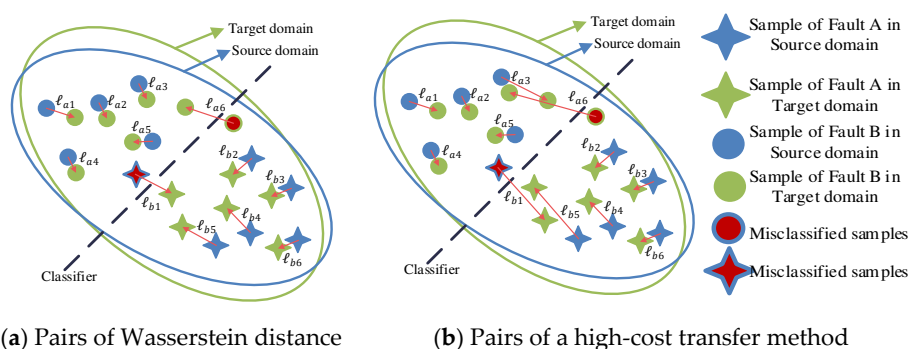 Target domain
Source domain
ℓa3
ℓa1
ℓa2
ℓa6
ℓa5
ℓa4
ℓb2
ℓb3
ℓb1
ℓb4
ℓb5
ℓb6
Classifier
(a) Pairs of Wasserstein distance
Target domain
Source domain
ℓa3
ℓa1
ℓa2
ℓa6
ℓa5
ℓa4
ℓb2
ℓb3
ℓb1
ℓb5
ℓb4
ℓb6
Classifier
(b) Pairs of a high-cost transfer method
Sample of Fault A in
Source domain
Sample of Fault A in
Target domain
Sample of Fault B in
Source domain
Sample of Fault B in
Target domain
Misclassified samples
Misclassified samples